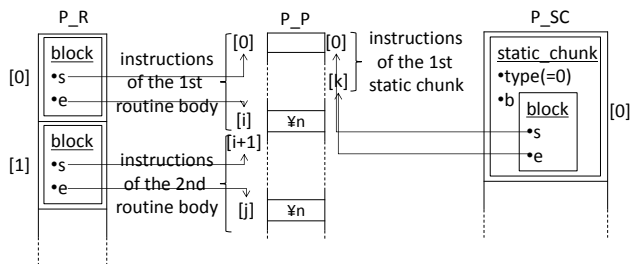 P_R
P_P
P_SC
block
•s
•e
[0]
instructions
of the 1st
routine body
[0]
[i]
[0]
[k]
instructions
of the 1st
static chunk
static_chunk
•type(=0)
•b
block
•s
•e
[0]
¥n
block
•s
•e
[1]
instructions
of the 2nd
routine body
[i+1]
[j]
¥n